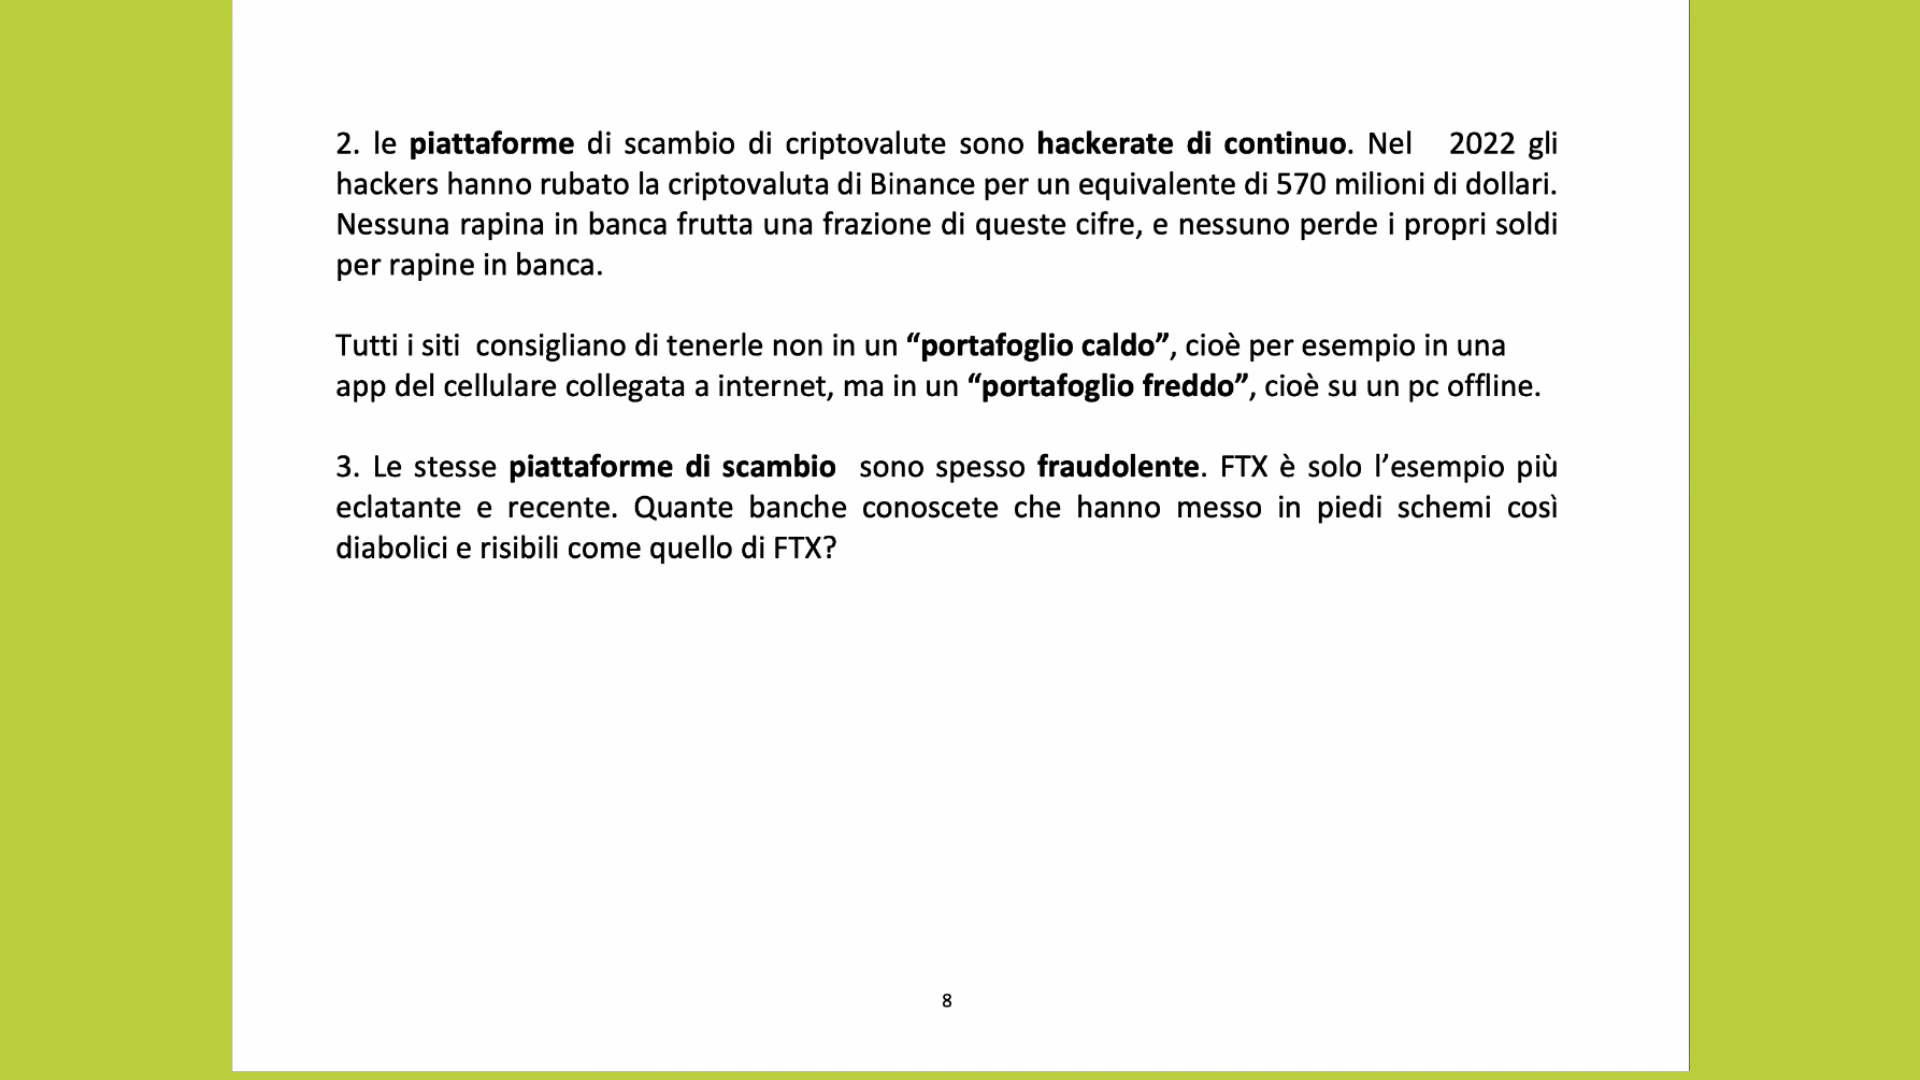 2. le piattaforme di scambio di criptovalute sono hackerate di continuo. Nel 2022 gli
hackers hanno rubato la criptovaluta di Binance per un equivalente di 570 milioni di dollari.
Nessuna rapina in banca frutta una frazione di queste cifre, e nessuno perde i propri soldi
per rapine in banca.
Tutti i siti consigliano di tenerle non in un “portafoglio caldo”, cioè per esempio in una
app del cellulare collegata a internet, ma in un “portafoglio freddo”, cioè su un pc offline.
3. Le stesse piattaforme di scambio sono spesso fraudolente. FTX è solo l’esempio più
eclatante e recente. Quante banche conoscete che hanno messo in piedi schemi così
diabolici e risibili come quello di FTX?
8